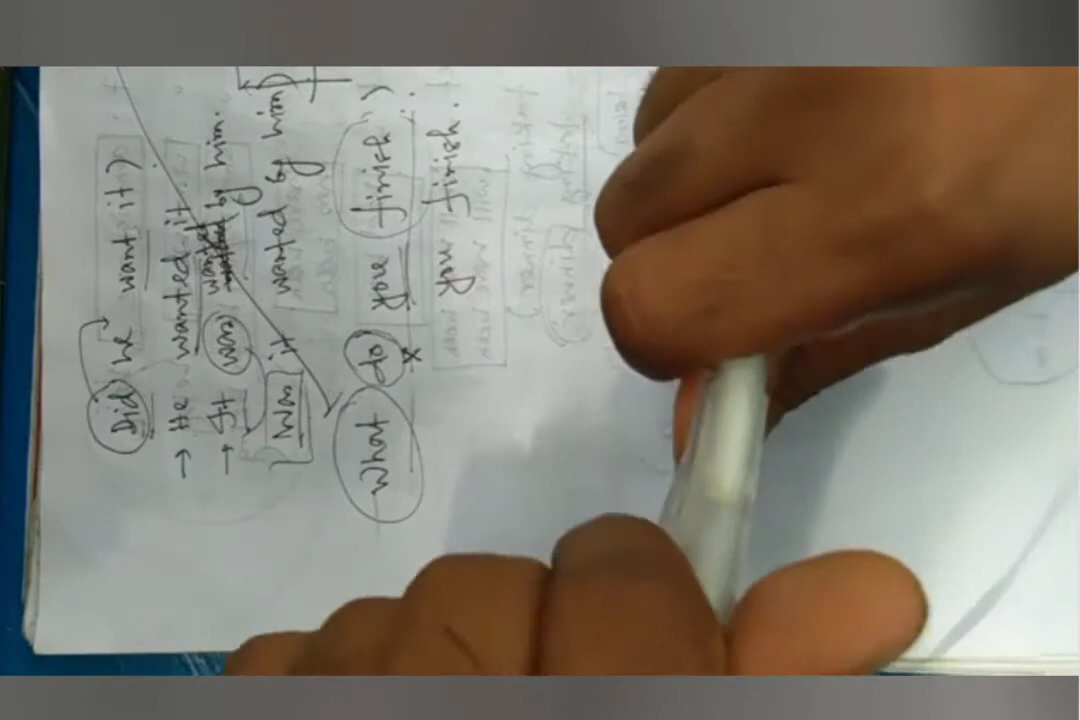 Did he want it?
→ He wanted it.
→ It was wanted by him.
Was it wanted by him?
What do you finish?
you finish.